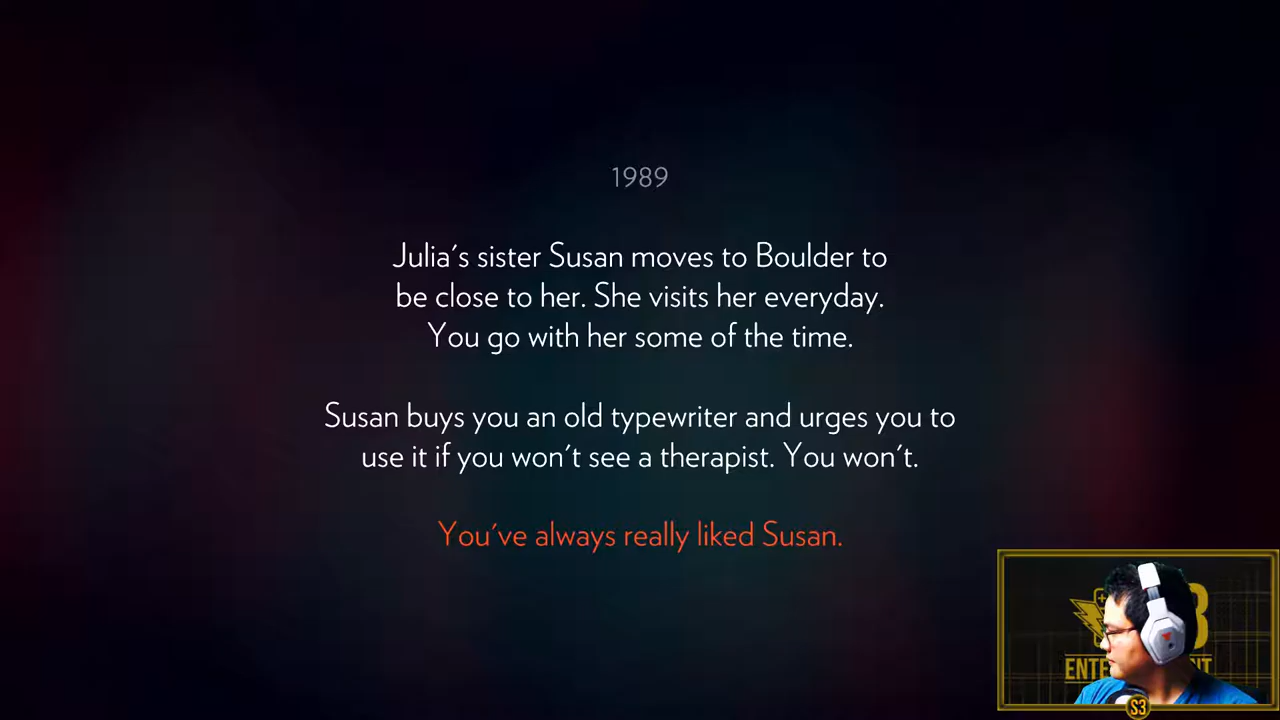 1989
Julia's sister Susan moves to Boulder to
be close to her. She visits her everyday.
You go with her some of the time.
Susan buys you an old typewriter and urges you to
use it if you won't see a therapist. You won't.
You've always really liked Susan.
S3